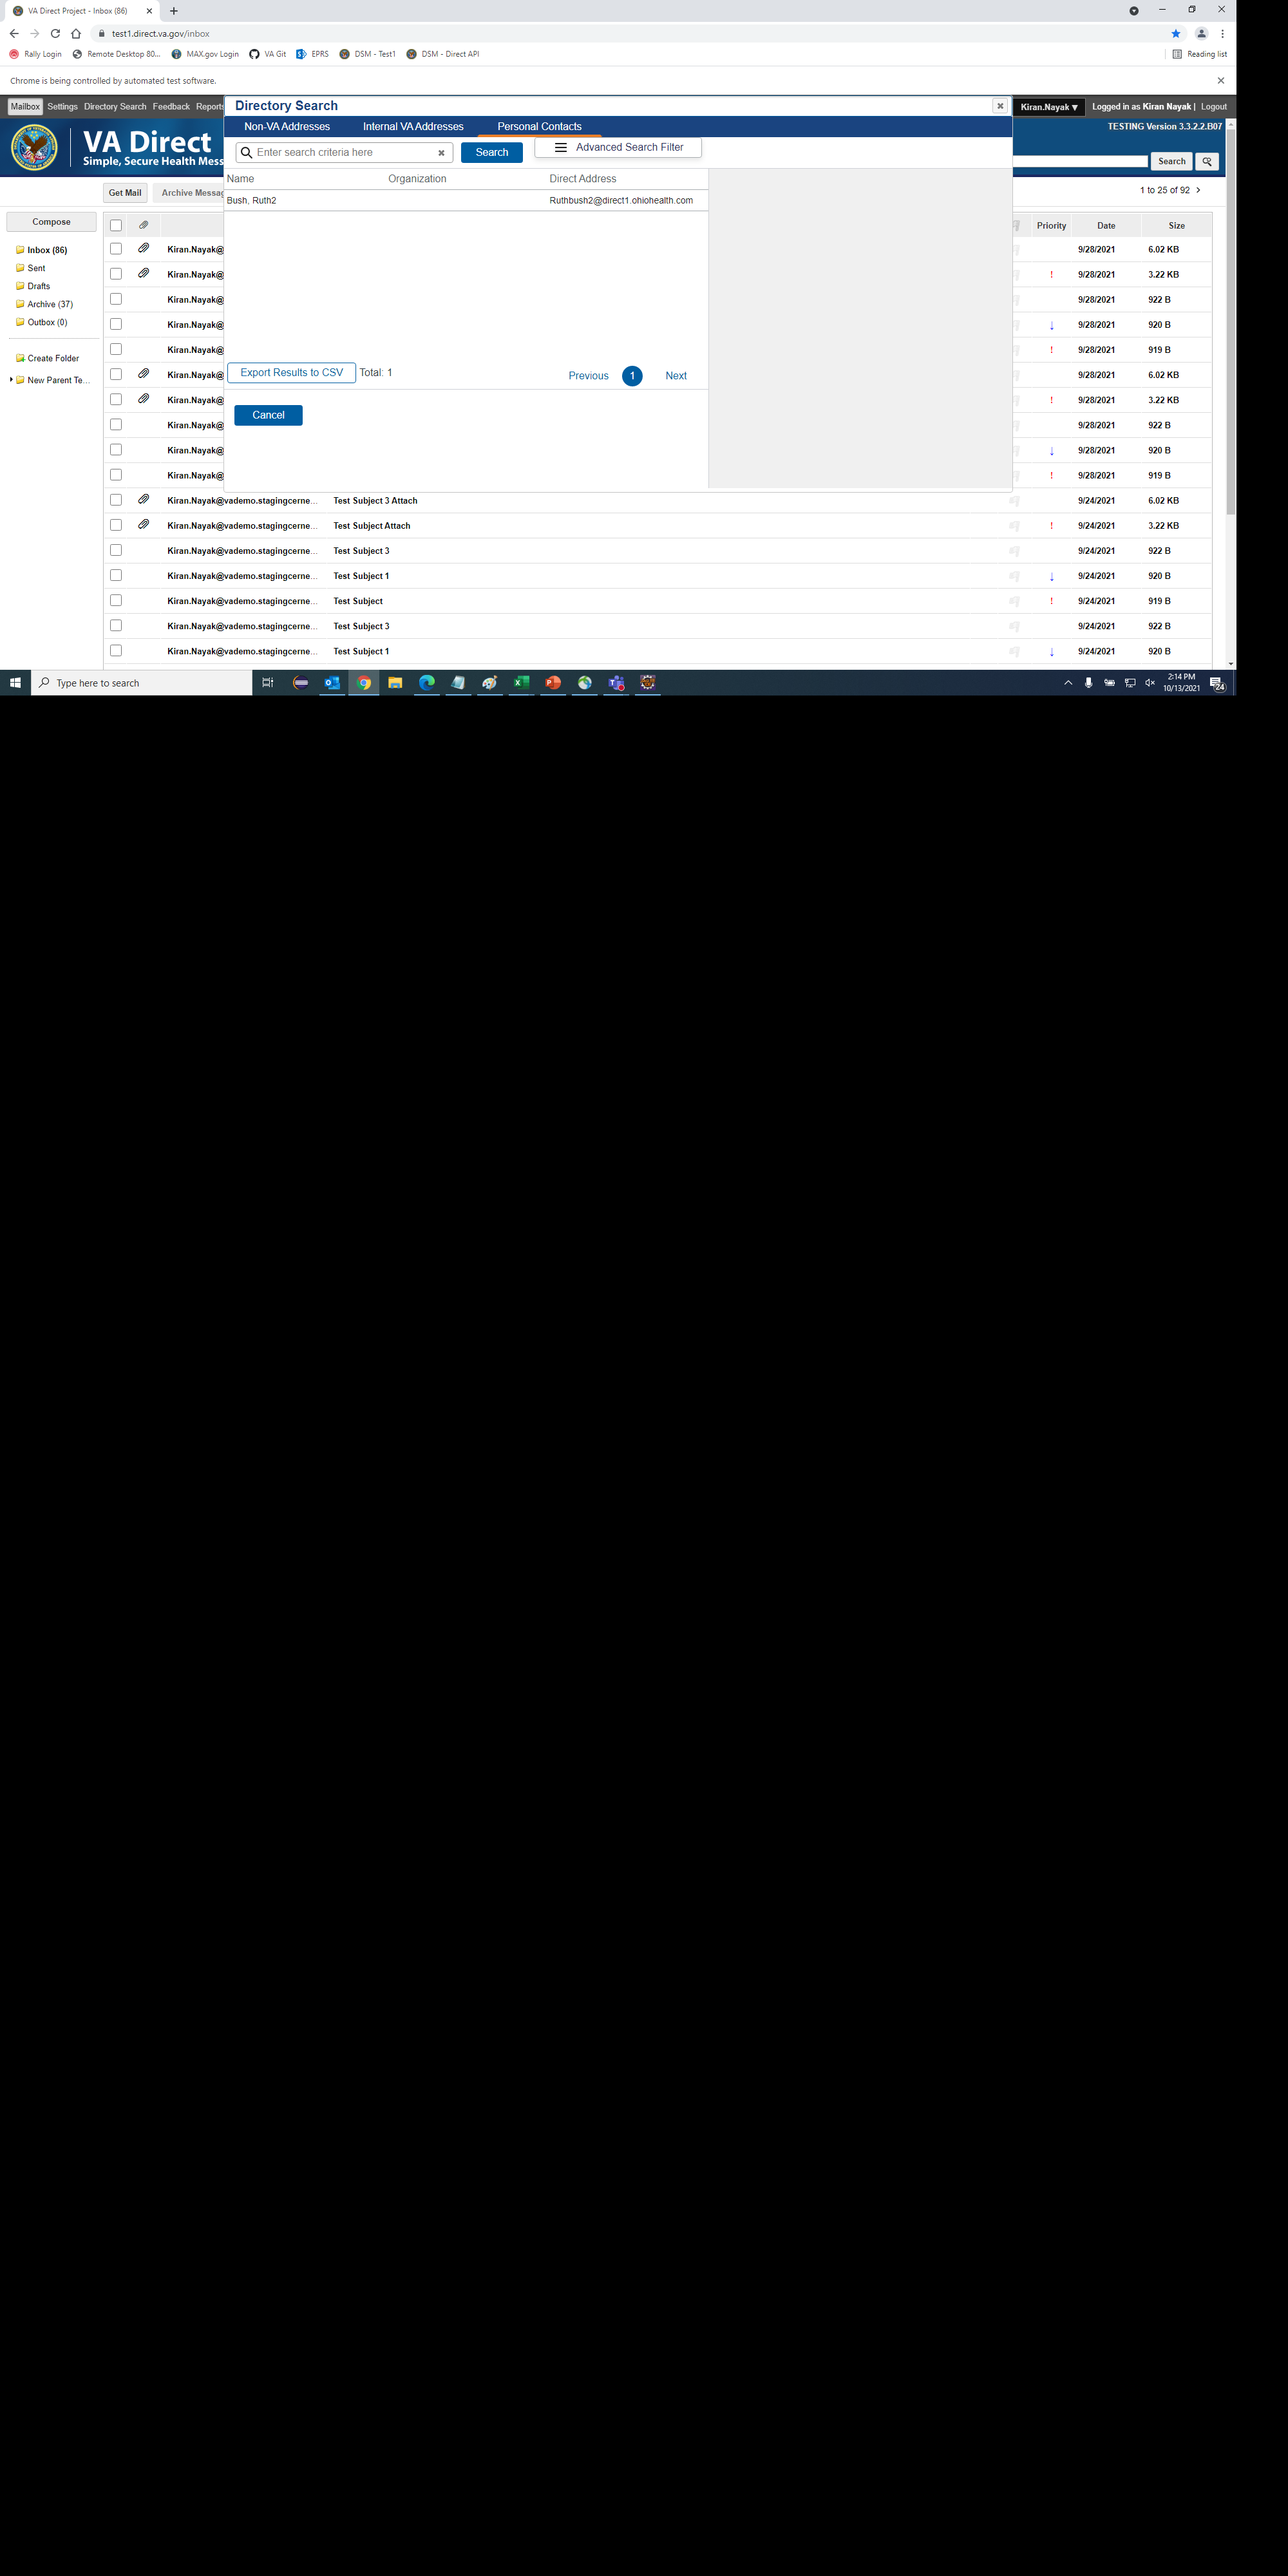 VA Direct Project - Inbox (86)
test1.direct.va.gov/inbox
Rally Login Remote Desktop 80... MAX.gov Login VA Git EPRS DSM - Test1 DSM - Direct API Reading list
Chrome is being controlled by automated test software.
Mailbox Settings Directory Search Feedback Reports Directory Search Kiran.Nayak ▼ Logged in as Kiran Nayak | Logout
Non-VA Addresses Internal VA Addresses Personal Contacts TESTING Version 3.3.2.2.B07
VA Direct
Simple, Secure Health Mess
Enter search criteria here Search Advanced Search Filter Search
Name Organization Direct Address
Get Mail Archive Messag 1 to 25 of 92 >
Bush, Ruth2 Ruthbush2@direct1.ohiohealth.com
Compose Priority Date Size
Inbox (86) Kiran.Nayak@ 9/28/2021 6.02 KB
Sent
Kiran.Nayak@ ! 9/28/2021 3.22 KB
Drafts
Kiran.Nayak@ 9/28/2021 922 B
Archive (37)
Outbox (0) Kiran.Nayak@ ↓ 9/28/2021 920 B
Kiran.Nayak@ ! 9/28/2021 919 B
Create Folder
Export Results to CSV Total: 1 Previous 1 Next
New Parent Te... Kiran.Nayak@ 9/28/2021 6.02 KB
Kiran.Nayak@ ! 9/28/2021 3.22 KB
Cancel
Kiran.Nayak@ 9/28/2021 922 B
Kiran.Nayak@ ↓ 9/28/2021 920 B
Kiran.Nayak@ ! 9/28/2021 919 B
Kiran.Nayak@vademo.stagingcerne... Test Subject 3 Attach 9/24/2021 6.02 KB
Kiran.Nayak@vademo.stagingcerne... Test Subject Attach ! 9/24/2021 3.22 KB
Kiran.Nayak@vademo.stagingcerne... Test Subject 3 9/24/2021 922 B
Kiran.Nayak@vademo.stagingcerne... Test Subject 1 ↓ 9/24/2021 920 B
Kiran.Nayak@vademo.stagingcerne... Test Subject ! 9/24/2021 919 B
Kiran.Nayak@vademo.stagingcerne... Test Subject 3 9/24/2021 922 B
Kiran.Nayak@vademo.stagingcerne... Test Subject 1 ↓ 9/24/2021 920 B
Type here to search 2:14 PM
10/13/2021 24